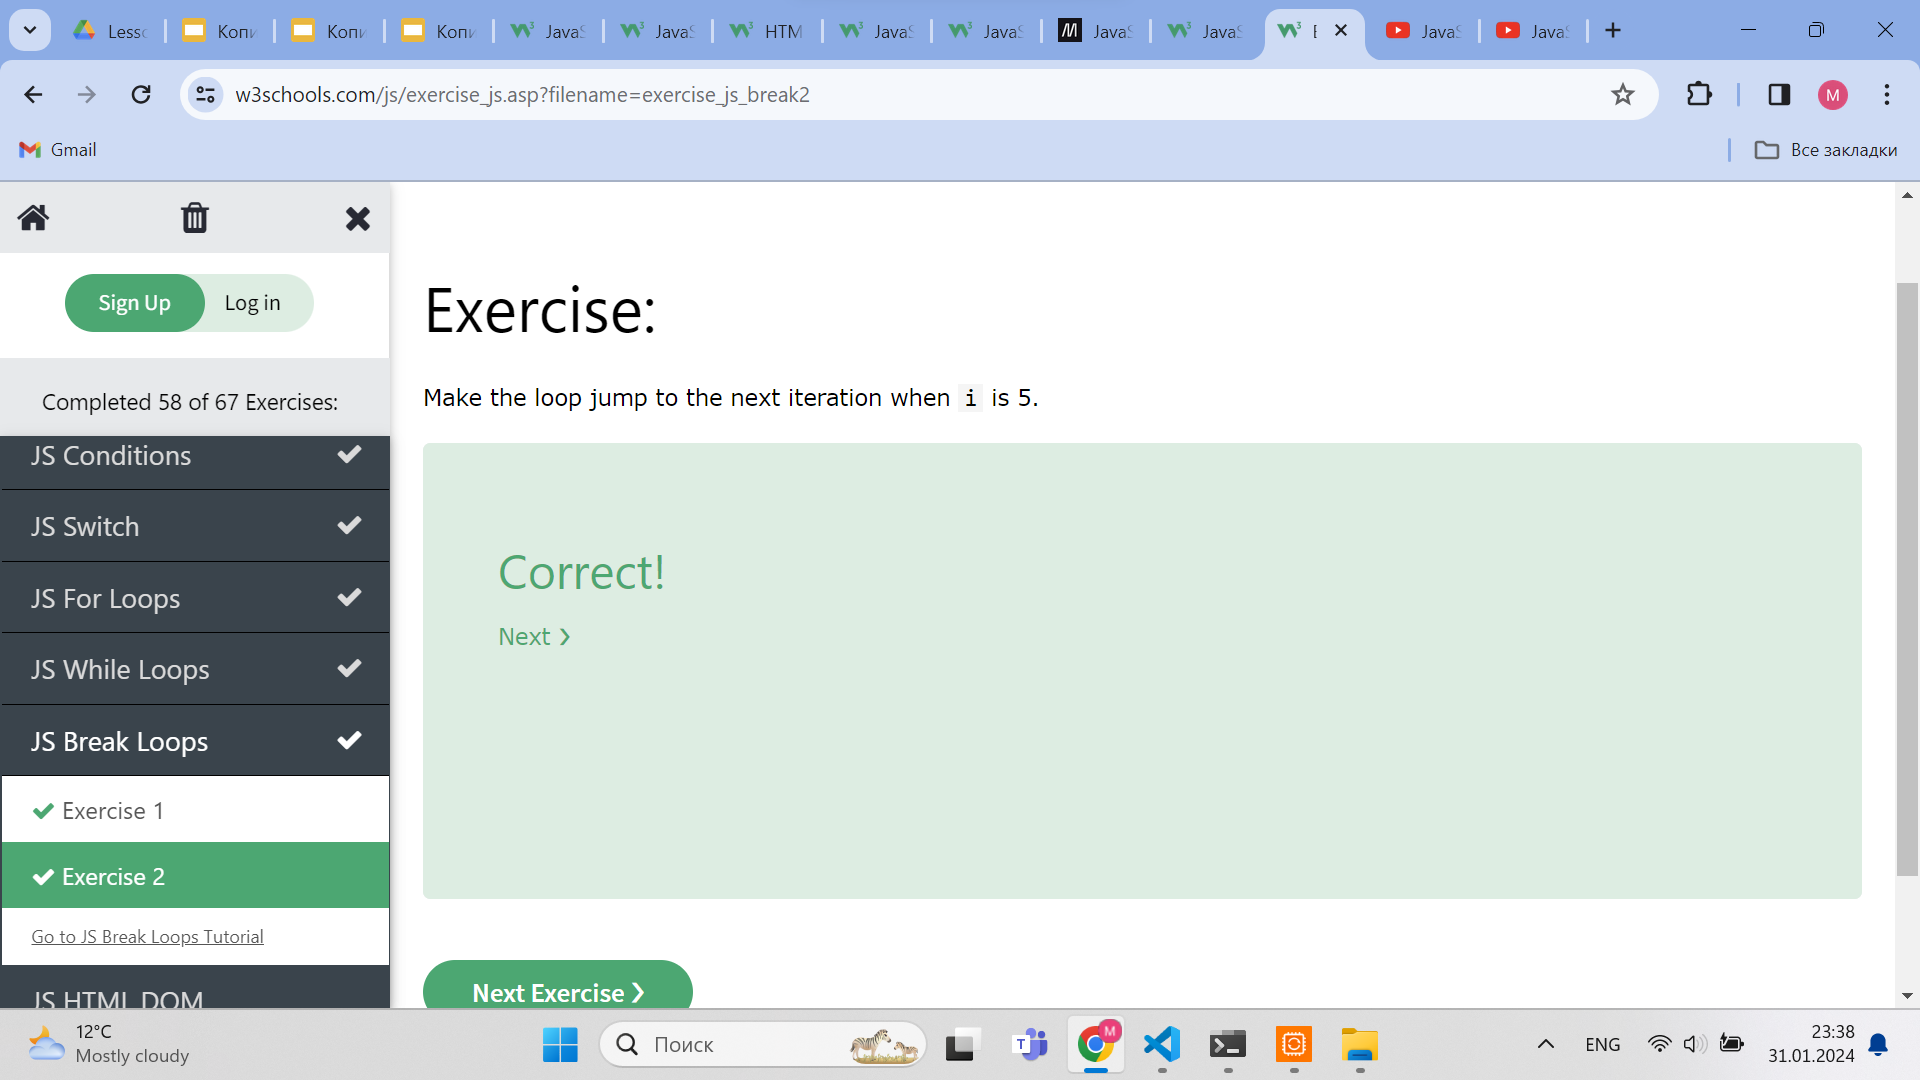 Lesso
Копи
Копи
Копи
JavaS
JavaS
HTM
JavaS
JavaS
JavaS
JavaS
E
JavaS
JavaS
w3schools.com/js/exercise_js.asp?filename=exercise_js_break2
M
Gmail
Все закладки
Sign Up
Log in
Completed 58 of 67 Exercises:
JS Conditions
JS Switch
JS For Loops
JS While Loops
JS Break Loops
Exercise 1
Exercise 2
Go to JS Break Loops Tutorial
JS HTML DOM
Exercise:
Make the loop jump to the next iteration when i is 5.
Correct!
Next ❯
Next Exercise ❯
12°C
Mostly cloudy
Поиск
M
ENG
23:38
31.01.2024